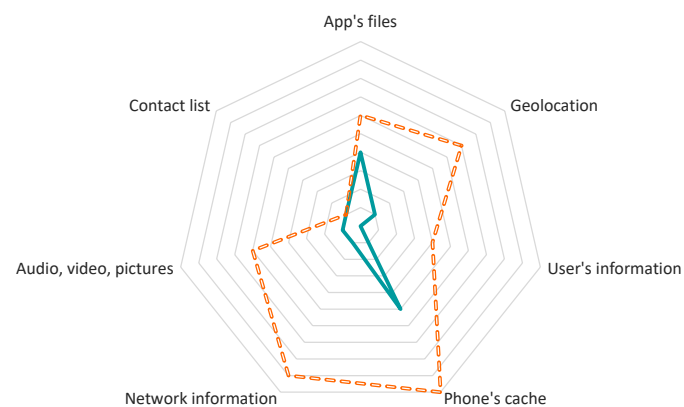 App's files
Contact list
Geolocation
Audio, video, pictures
User's information
Network information
Phone's cache